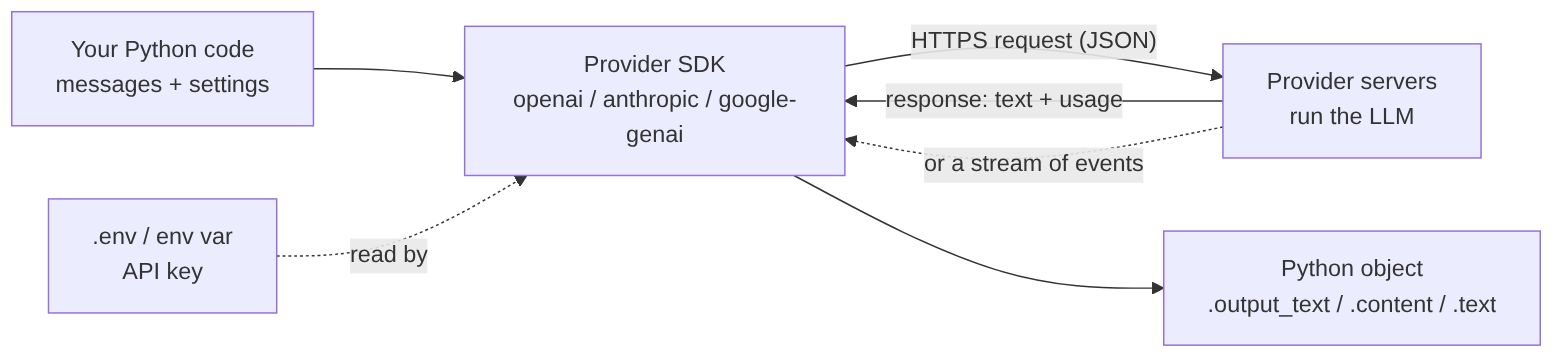 Your Python code
messages + settings
Provider SDK
openai / anthropic / google-
genai
HTTPS request (JSON)
response: text + usage
or a stream of events
Provider servers
run the LLM
.env / env var
API key
read by
Python object
.output_text / .content / .text